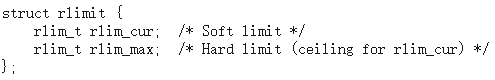 struct rlimit {
    rlim_t rlim_cur;  /* Soft limit */
    rlim_t rlim_max;  /* Hard limit (ceiling for rlim_cur) */
};